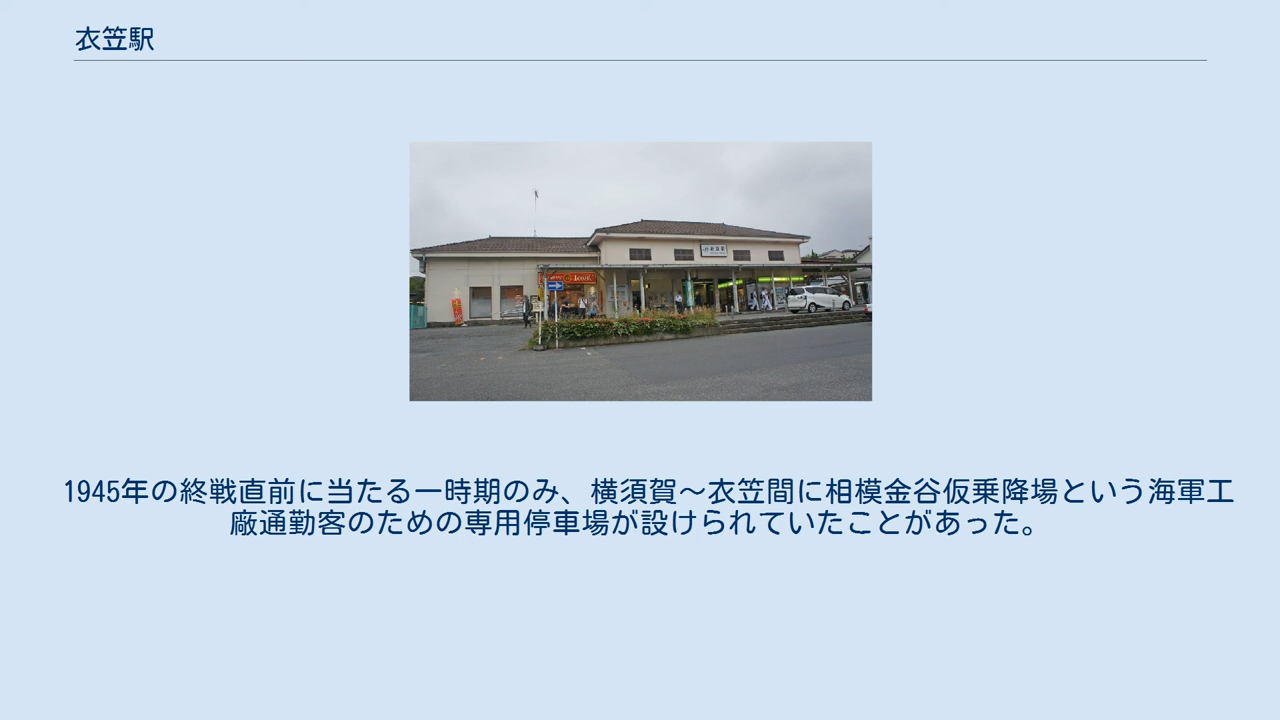 衣笠駅
1945年の終戦直前に当たる一時期のみ、横須賀～衣笠間に相模金谷仮乗降場という海軍工
廠通勤客のための専用停車場が設けられていたことがあった。